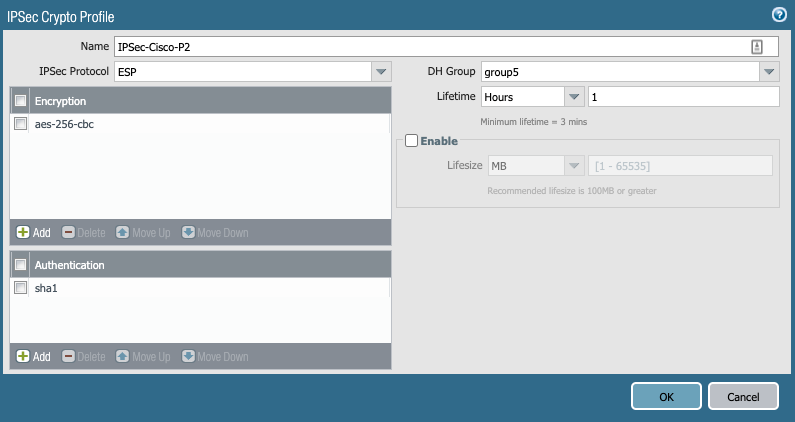 IPSec Crypto Profile
Name IPSec-Cisco-P2
IPSec Protocol ESP
DH Group group5
Encryption
aes-256-cbc
Add Delete Move Up Move Down
Lifetime Hours 1
Minimum lifetime = 3 mins
Enable
Lifesize MB [1 - 65535]
Recommended lifesize is 100MB or greater
Authentication
sha1
Add Delete Move Up Move Down
OK Cancel